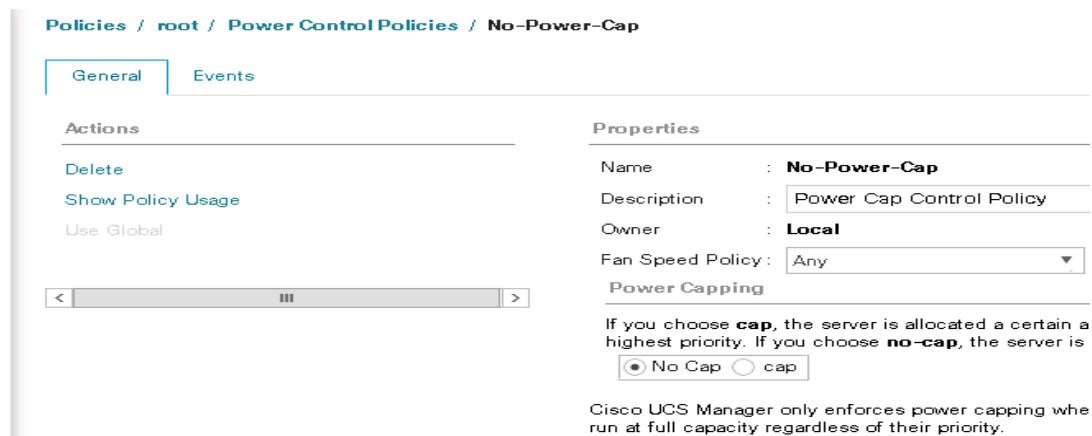 Policies / root / Power Control Policies / No-Power-Cap
General Events
Actions
Delete
Show Policy Usage
Use Global
Properties
Name : No-Power-Cap
Description : Power Cap Control Policy
Owner : Local
Fan Speed Policy : Any
Power Capping
If you choose cap, the server is allocated a certain a
highest priority. If you choose no-cap, the server is
No Cap cap
Cisco UCS Manager only enforces power capping whe
run at full capacity regardless of their priority.